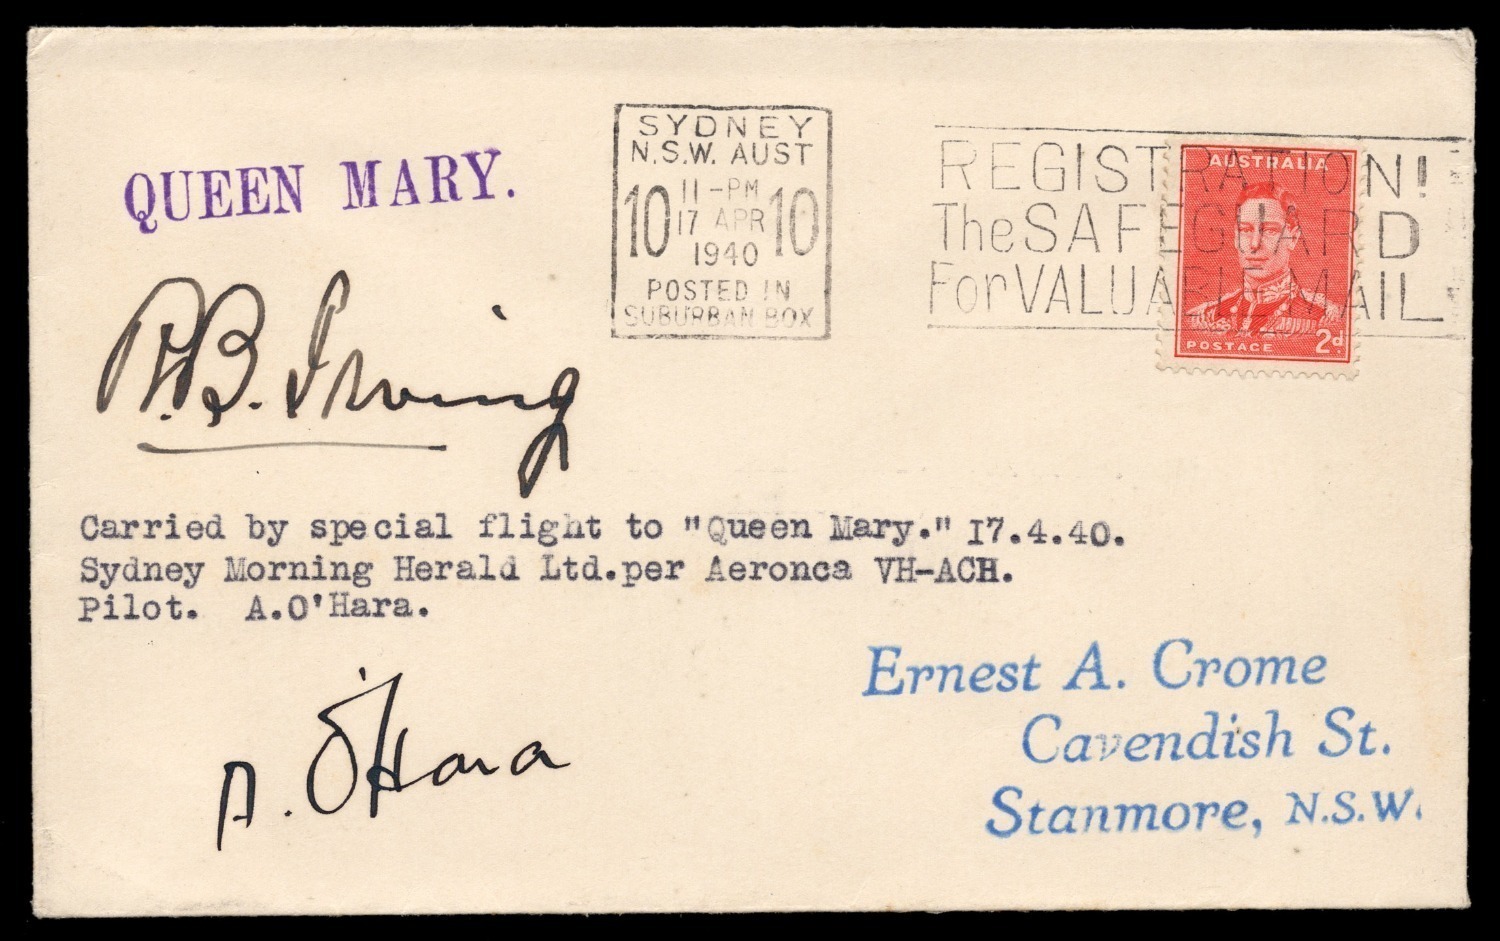 QUEEN MARY.
SYDNEY
N.S.W. AUST
10 11-PM 10
17 APR
1940
POSTED IN
SUBURBAN BOX
REGISTRATION!
The SAFEGUARD
For VALUABLE MAIL
AUSTRALIA
POSTAGE 2d.
R.B. Irving
Carried by special flight to "Queen Mary." 17.4.40.
Sydney Morning Herald Ltd.per Aeronca VH-ACH.
Pilot. A.O'Hara.
A. O'Hara
Ernest A. Crome
Cavendish St.
Stanmore, N.S.W.